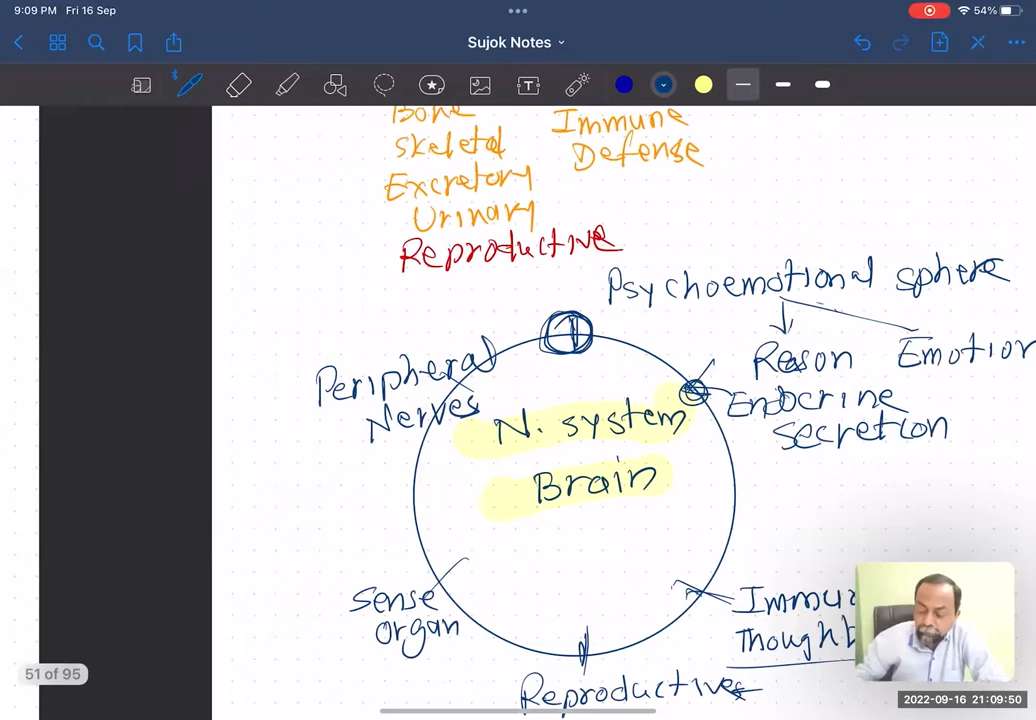 9:09 PM Fri 16 Sep
54%
Sujok Notes
Bone
Skeletal
Excretory
Urinary
Reproductive
Immune
Defense
Psychoemotional sphere
Reason
Emotion
Endocrine
secretion
Peripheral
Nerves
1
N. system
Brain
Sense
organ
Reproductive
51 of 95
2022-09-16 21:09:50